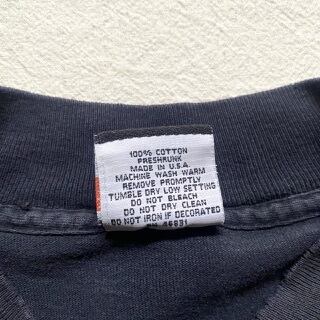 100% COTTON
PRESHRUNK
MADE IN U.S.A
MACHINE WASH WARM
REMOVE PROMPTLY
TUMBLE DRY LOW SETTING
DO NOT BLEACH
DO NOT DRY CLEAN
DO NOT IRON IF DECORATED